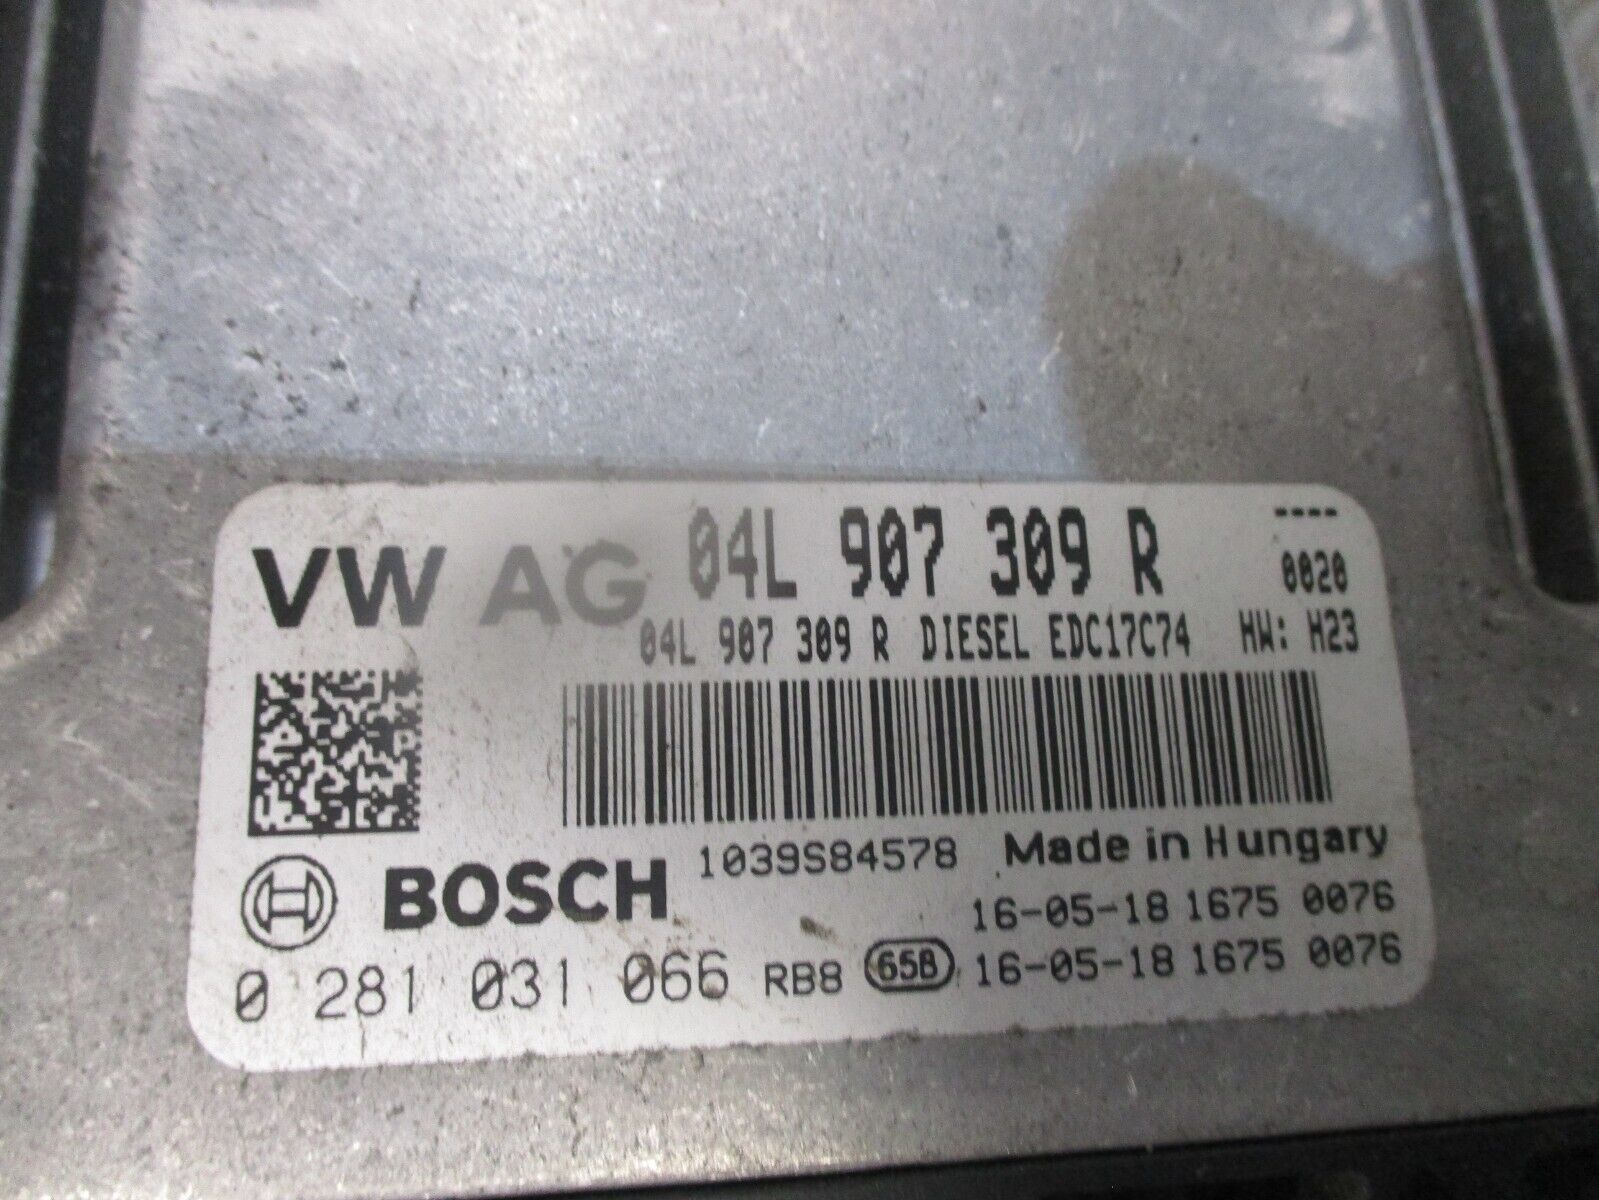 VW AG 04L 907 309 R ----
0020
04L 907 309 R DIESEL EDC17C74 HW: H23
BOSCH 1039S84578 Made in Hungary
16-05-18 1675 0076
0 281 031 066 RB8 65B 16-05-18 1675 0076